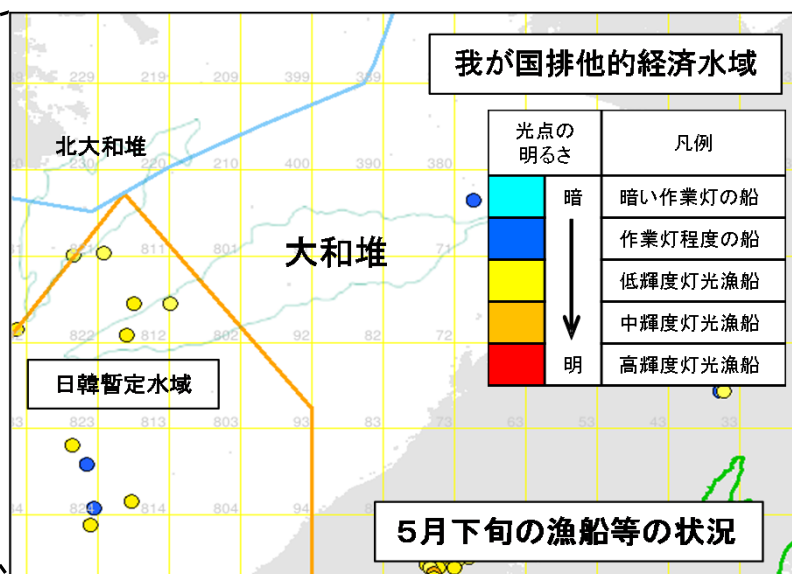 我が国排他的経済水域
229 219 209 399 389
光点の
明るさ
凡例
北大和堆
230 220 210 400 390 380
暗
暗い作業灯の船
作業灯程度の船
大和堆
811 801
低輝度灯光漁船
中輝度灯光漁船
822 812 802 92 82 72
明
高輝度灯光漁船
日韓暫定水域
823 813 803 93 83 73 63 53 43 33
824 814 804 94
5月下旬の漁船等の状況